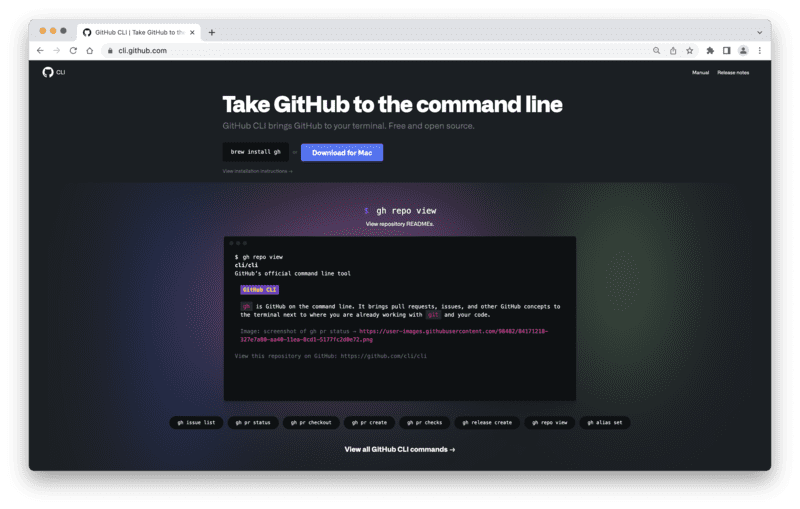 GitHub CLI | Take GitHub to the
cli.github.com
CLI
Manual
Release notes
Take GitHub to the command line
GitHub CLI brings GitHub to your terminal. Free and open source.
brew install gh
or
Download for Mac
View installation instructions →
$ gh repo view
View repository READMEs.
$ gh repo view
cli/cli
GitHub's official command line tool
GitHub CLI
gh is GitHub on the command line. It brings pull requests, issues, and other GitHub concepts to
the terminal next to where you are already working with git and your code.
Image: screenshot of gh pr status → https://user-images.githubusercontent.com/98482/84171218-
327e7a80-aa40-11ea-8cd1-5177fc2d0e72.png
View this repository on GitHub: https://github.com/cli/cli
gh issue list
gh pr status
gh pr checkout
gh pr create
gh pr checks
gh release create
gh repo view
gh alias set
View all GitHub CLI commands →